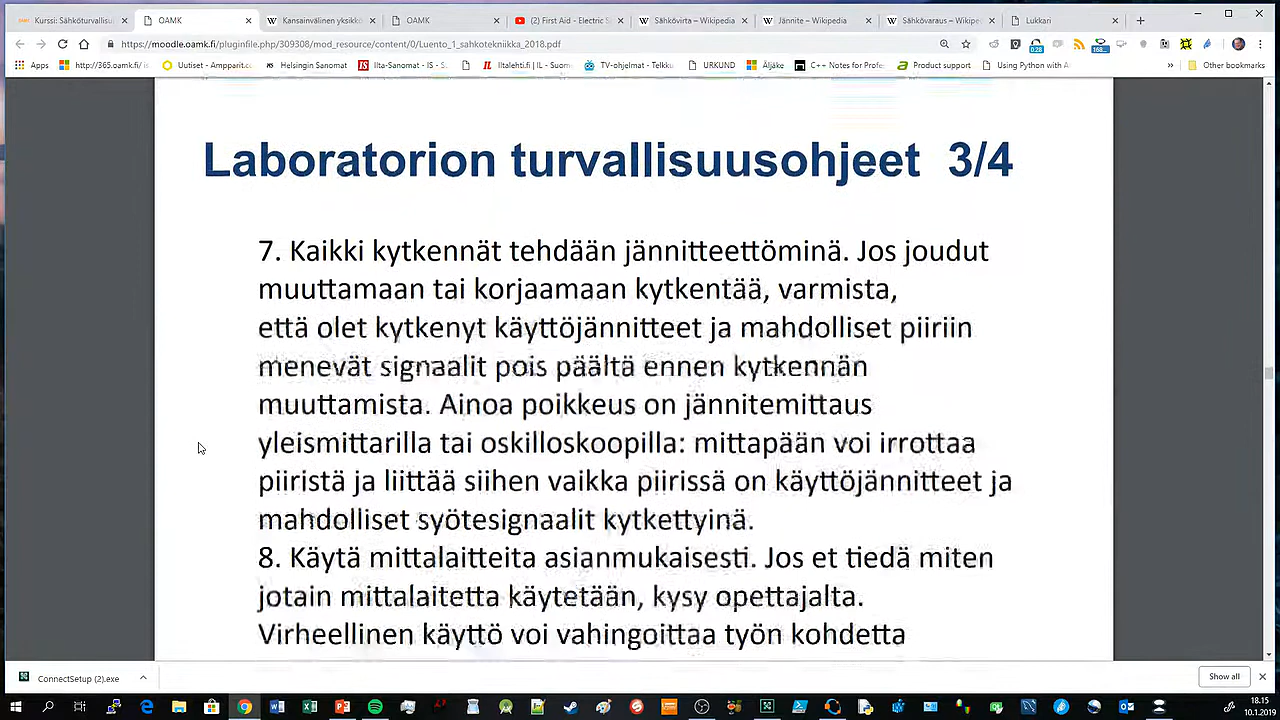 Kurssi: Sähköturvallisu
OAMK
Kansainvälinen yksikkö
OAMK
(2) First Aid - Electric S
Sähkövirta – Wikipedia
Jännite – Wikipedia
Sähkövaraus – Wikipe
Lukkari
https://moodle.oamk.fi/pluginfile.php/309308/mod_resource/content/0/Luento_1_sahkotekniikka_2018.pdf
Apps
http://365.oamk.fi/
Uutiset - Ampparit.c
Helsingin Sanomat
Ilta-Sanomat - IS - S
Iltalehti.fi | IL - Suom
TV-ohjelmat - Telkku
URKUND
Äljäke
C++ Notes for Profe
Product support
Using Python with A
Other bookmarks
Laboratorion turvallisuusohjeet 3/4
7. Kaikki kytkennät tehdään jännitteettöminä. Jos joudut
muuttamaan tai korjaamaan kytkentää, varmista,
että olet kytkenyt käyttöjännitteet ja mahdolliset piiriin
menevät signaalit pois päältä ennen kytkennän
muuttamista. Ainoa poikkeus on jännitemittaus
yleismittarilla tai oskilloskoopilla: mittapään voi irrottaa
piiristä ja liittää siihen vaikka piirissä on käyttöjännitteet ja
mahdolliset syötesignaalit kytkettyinä.
8. Käytä mittalaitteita asianmukaisesti. Jos et tiedä miten
jotain mittalaitetta käytetään, kysy opettajalta.
Virheellinen käyttö voi vahingoittaa työn kohdetta
ConnectSetup (2).exe
Show all
18.15
10.1.2019